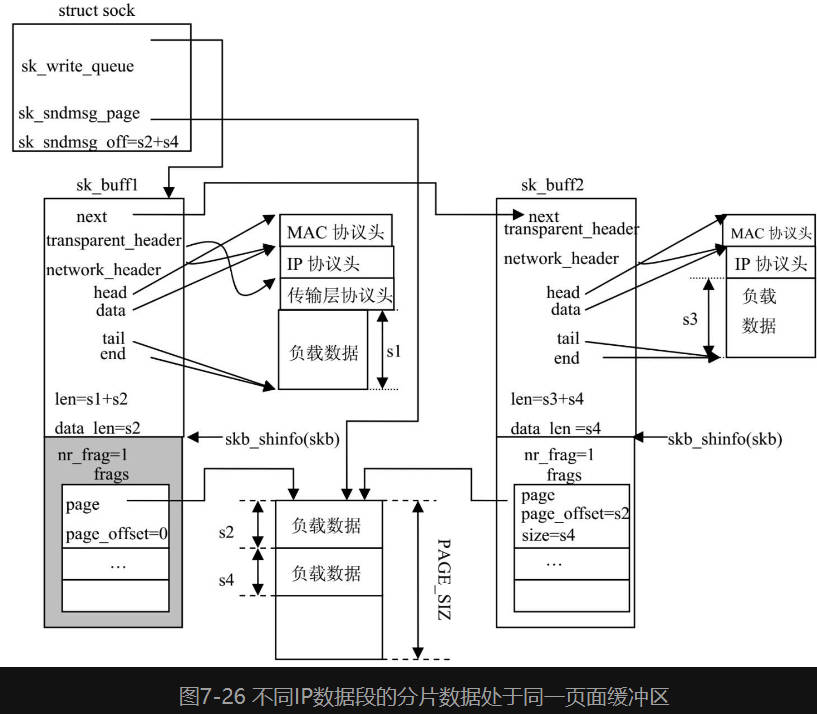 struct sock
sk_write_queue
sk_sndmsg_page
sk_sndmsg_off=s2+s4
sk_buff1
next
transparent_header
network_header
head
data
tail
end
len=s1+s2
data_len=s2
nr_frag=1
frags
page
page_offset=0
...
MAC 协议头
IP 协议头
传输层协议头
负载数据
s1
skb_shinfo(skb)
s2
负载数据
s4
负载数据
PAGE_SIZ
sk_buff2
next
transparent_header
network_header
head
data
tail
end
len=s3+s4
data_len =s4
nr_frag=1
frags
page
page_offset=s2
size=s4
...
MAC 协议头
IP 协议头
负载
数据
s3
skb_shinfo(skb)
图7-26 不同IP数据段的分片数据处于同一页面缓冲区